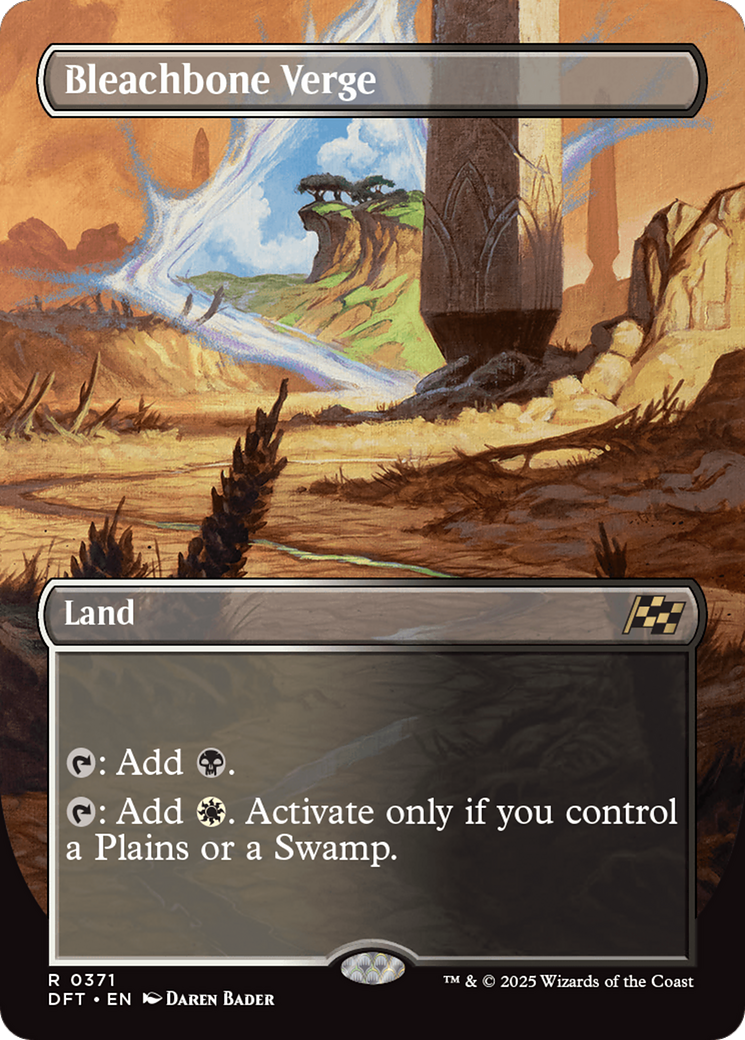 Bleachbone Verge
Land
: Add .
: Add . Activate only if you control
a Plains or a Swamp.
R 0371
DFT • EN Daren Bader
™ & © 2025 Wizards of the Coast